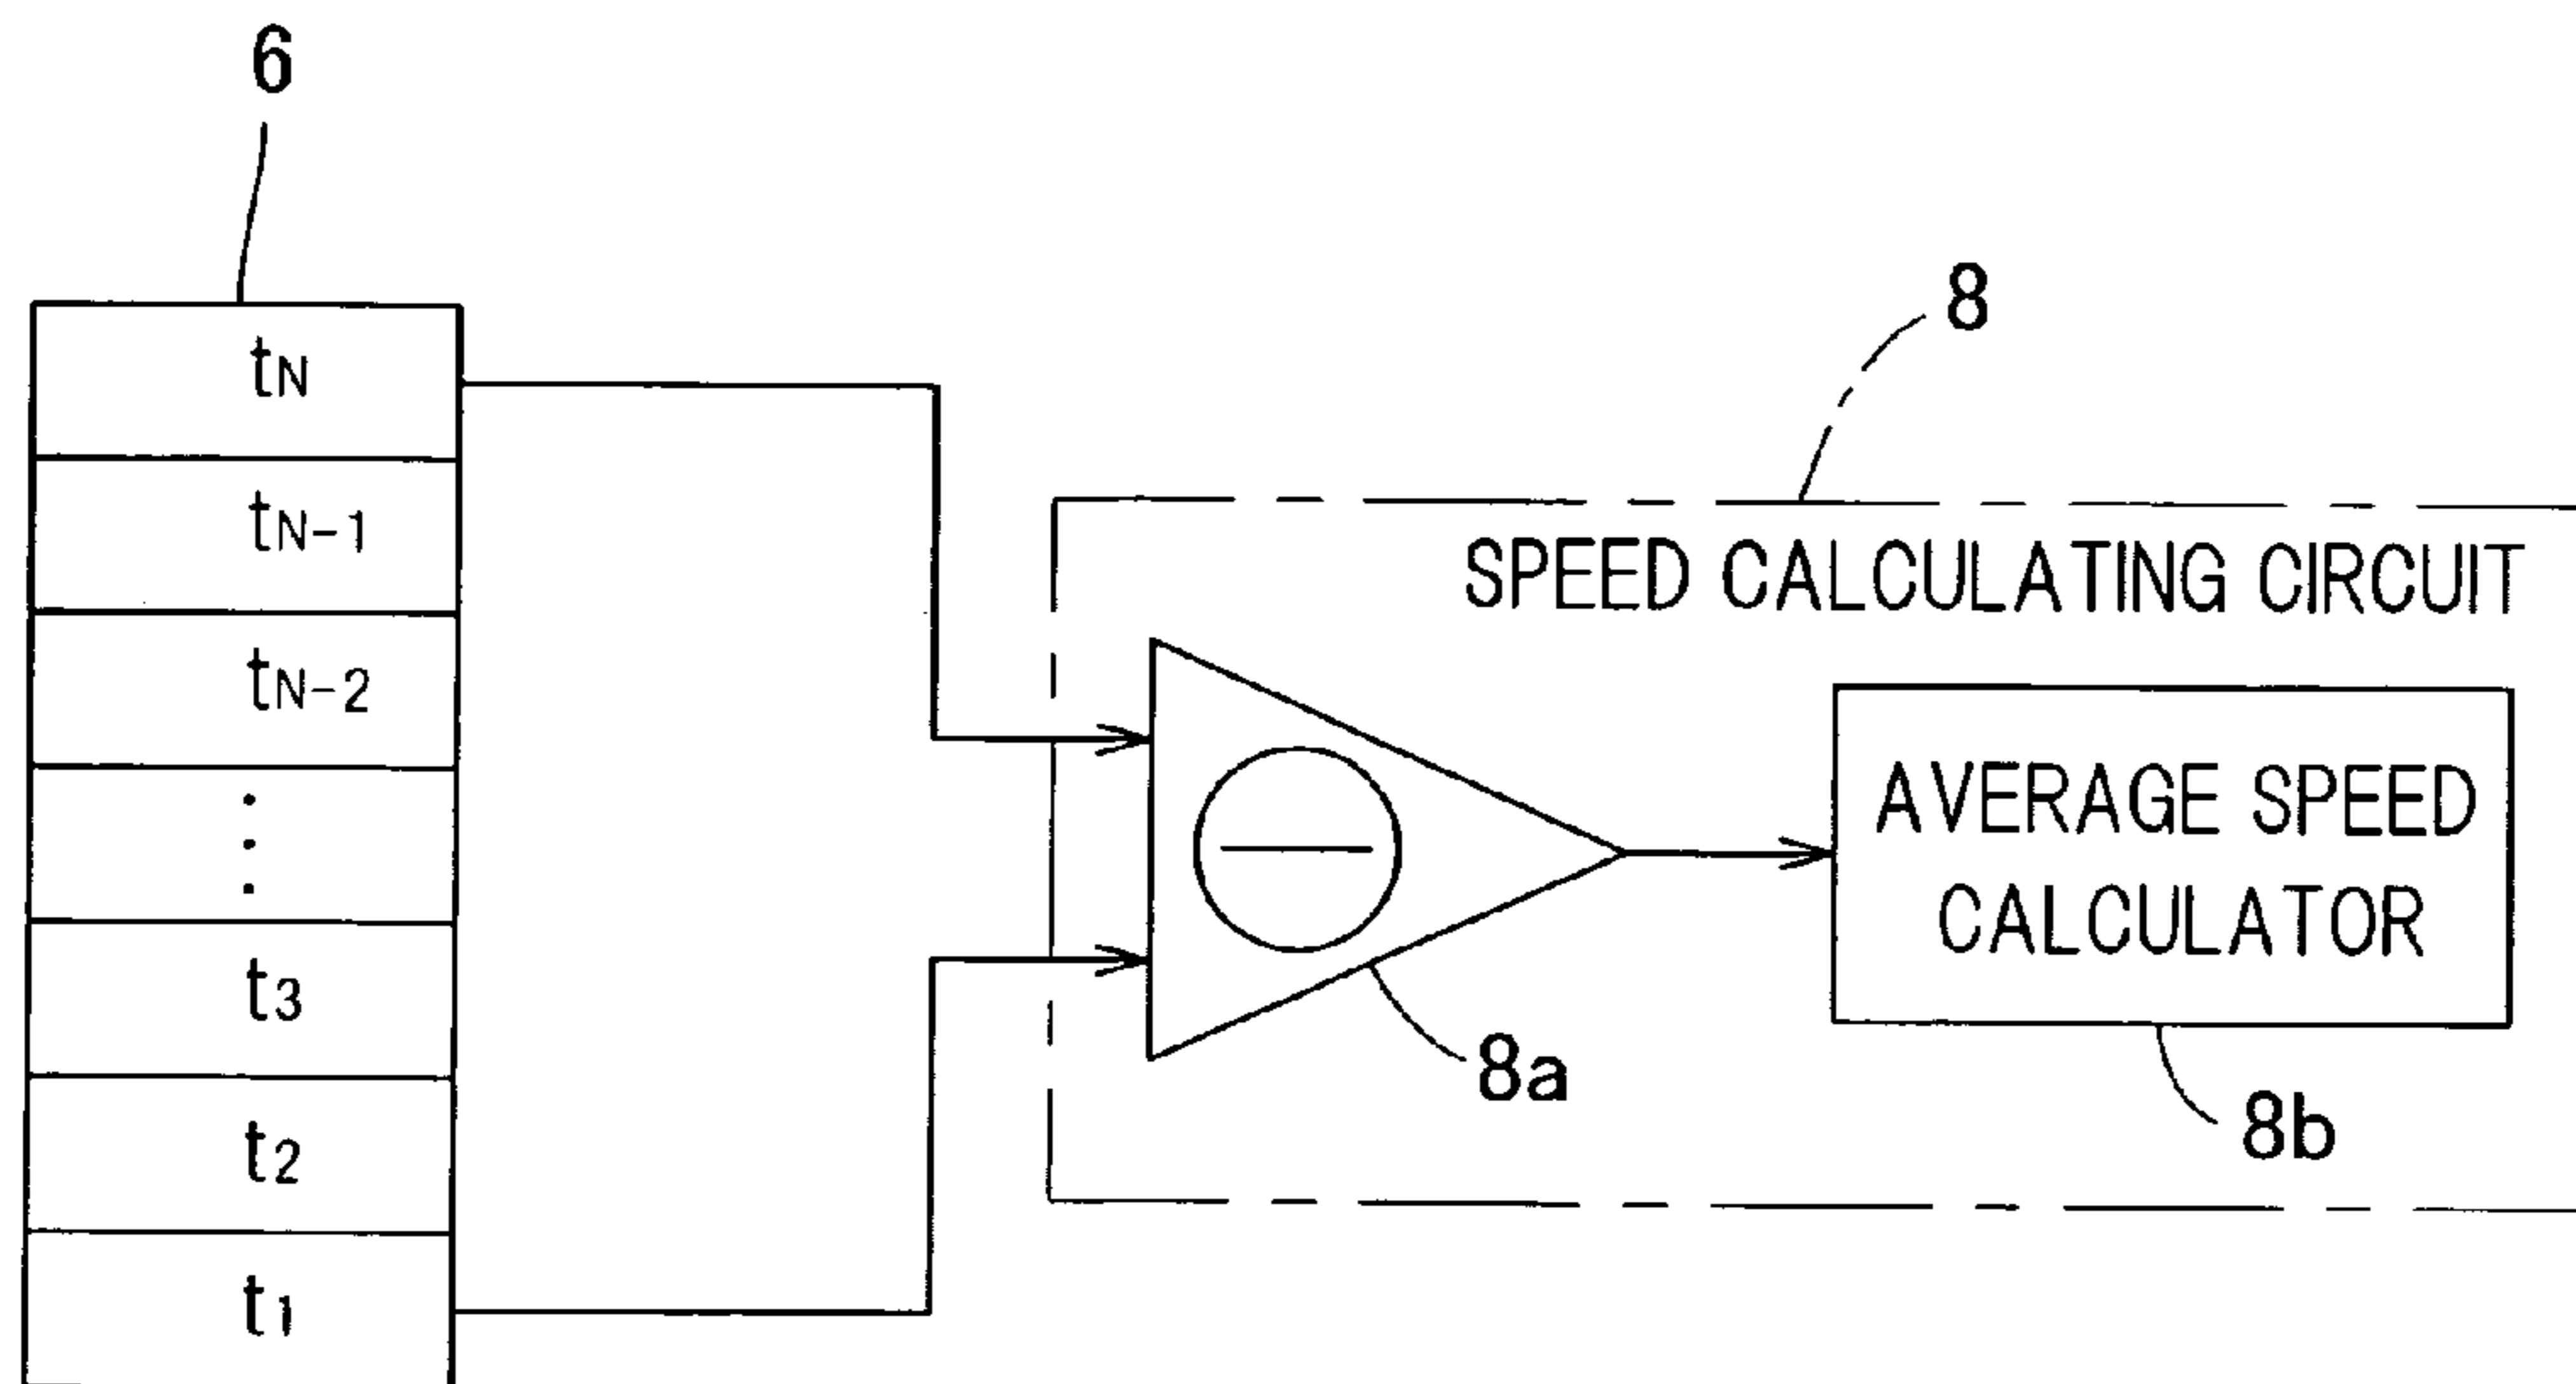 6
tN
tN-1
tN-2
t3
t2
t1
8
SPEED CALCULATING CIRCUIT
AVERAGE SPEED
CALCULATOR
8a
8b